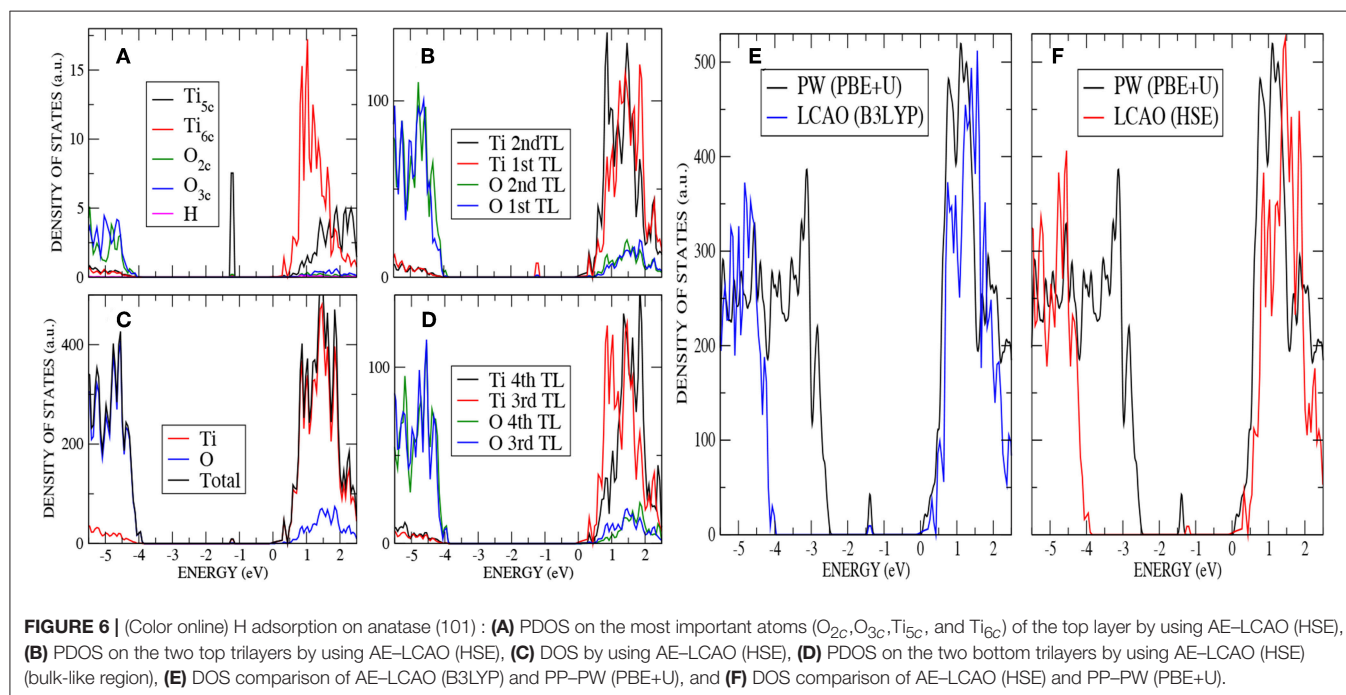 A
DENSITY OF STATES (a.u.)
15
10
5
0
Ti5c
Ti6c
O2c
O3c
H
B
100
0
Ti 2ndTL
Ti 1st TL
O 2nd TL
O 1st TL
C
DENSITY OF STATES (a.u.)
400
200
0
Ti
O
Total
-5 -4 -3 -2 -1 0 1 2
ENERGY (eV)
D
100
0
Ti 4th TL
Ti 3rd TL
O 4th TL
O 3rd TL
-5 -4 -3 -2 -1 0 1 2
ENERGY (eV)
E
DENSITY OF STATES (a.u.)
500
400
300
200
100
0
PW (PBE+U)
LCAO (B3LYP)
-5 -4 -3 -2 -1 0 1 2
ENERGY (eV)
F
PW (PBE+U)
LCAO (HSE)
-5 -4 -3 -2 -1 0 1 2
ENERGY (eV)
FIGURE 6 | (Color online) H adsorption on anatase (101) : (A) PDOS on the most important atoms (O2c,O3c,Ti5c, and Ti6c) of the top layer by using AE–LCAO (HSE),
(B) PDOS on the two top trilayers by using AE–LCAO (HSE), (C) DOS by using AE–LCAO (HSE), (D) PDOS on the two bottom trilayers by using AE–LCAO (HSE)
(bulk-like region), (E) DOS comparison of AE–LCAO (B3LYP) and PP–PW (PBE+U), and (F) DOS comparison of AE–LCAO (HSE) and PP–PW (PBE+U).